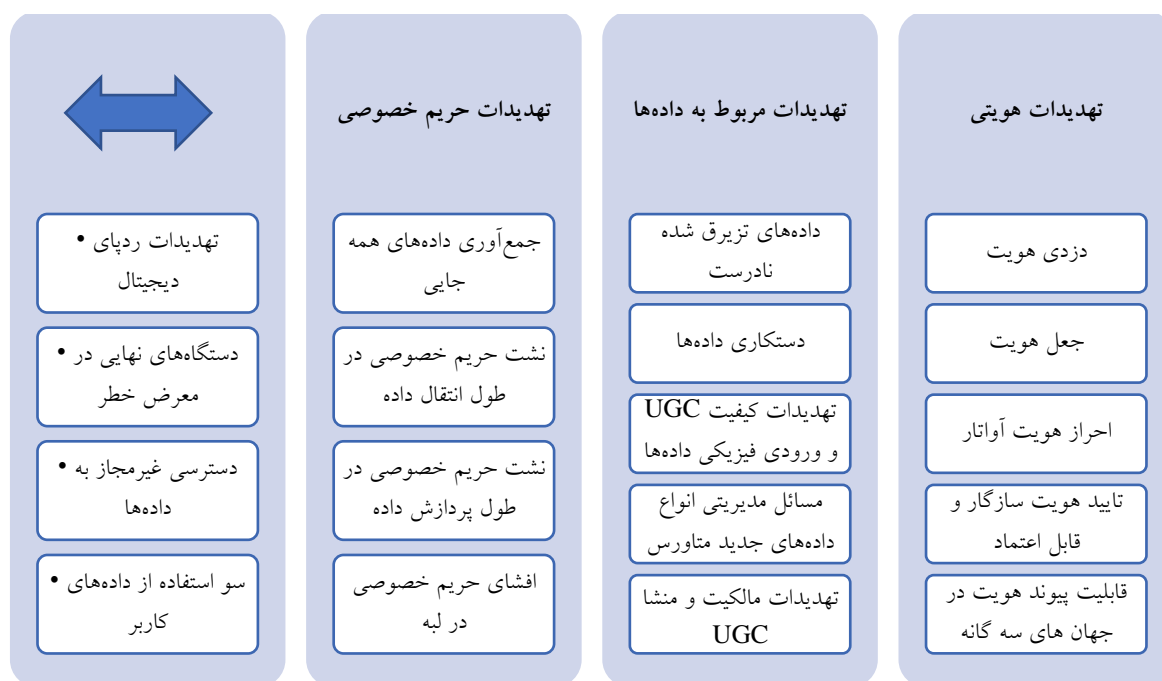 تهدیدات هویتی
دزدی هویت
جعل هویت
احراز هویت آواتار
تایید هویت سازگار و
قابل اعتماد
قابلیت پیوند هویت در
جهان های سه گانه
تهدیدات مربوط به داده‌ها
داده‌های تزیرق شده
نادرست
دستکاری داده‌ها
تهدیدات کیفیت UGC
و ورودی فیزیکی داده‌ها
مسائل مدیریتی انواع
داده‌های جدید متاورس
تهدیدات مالکیت و منشا
UGC
تهدیدات حریم خصوصی
جمع‌آوری داده‌های همه
جایی
نشت حریم خصوصی در
طول انتقال داده
نشت حریم خصوصی در
طول پردازش داده
افشای حریم خصوصی
در لبه
تهدیدات ردپای •
دیجیتال
دستگاه‌های نهایی در •
معرض خطر
دسترسی غیرمجاز به •
داده‌ها
سو استفاده از داده‌های •
کاربر